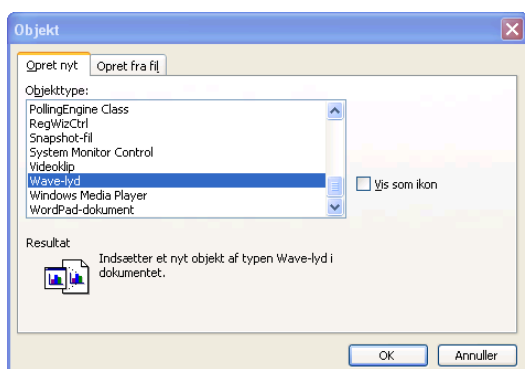 Objekt
Opret nyt
Opret fra fil
Objekttype:
PollingEngine Class
RegWizCtrl
Snapshot-fil
System Monitor Control
Videoklip
Wave-lyd
Windows Media Player
WordPad-dokument
Vis som ikon
Resultat
Indsætter et nyt objekt af typen Wave-lyd i
dokumentet.
OK
Annuller